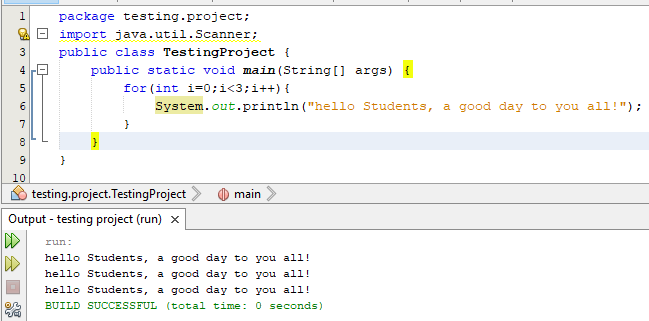 1 package testing.project;
import java.util.Scanner;
3 public class TestingProject {
4 public static void main(String[] args) {
5 for(int i=0;i<3;i++){
6 System.out.println("hello Students, a good day to you all!");
7 }
8 }
9 }
10
testing.project.TestingProject main
Output - testing project (run) ×
run:
hello Students, a good day to you all!
hello Students, a good day to you all!
hello Students, a good day to you all!
BUILD SUCCESSFUL (total time: 0 seconds)